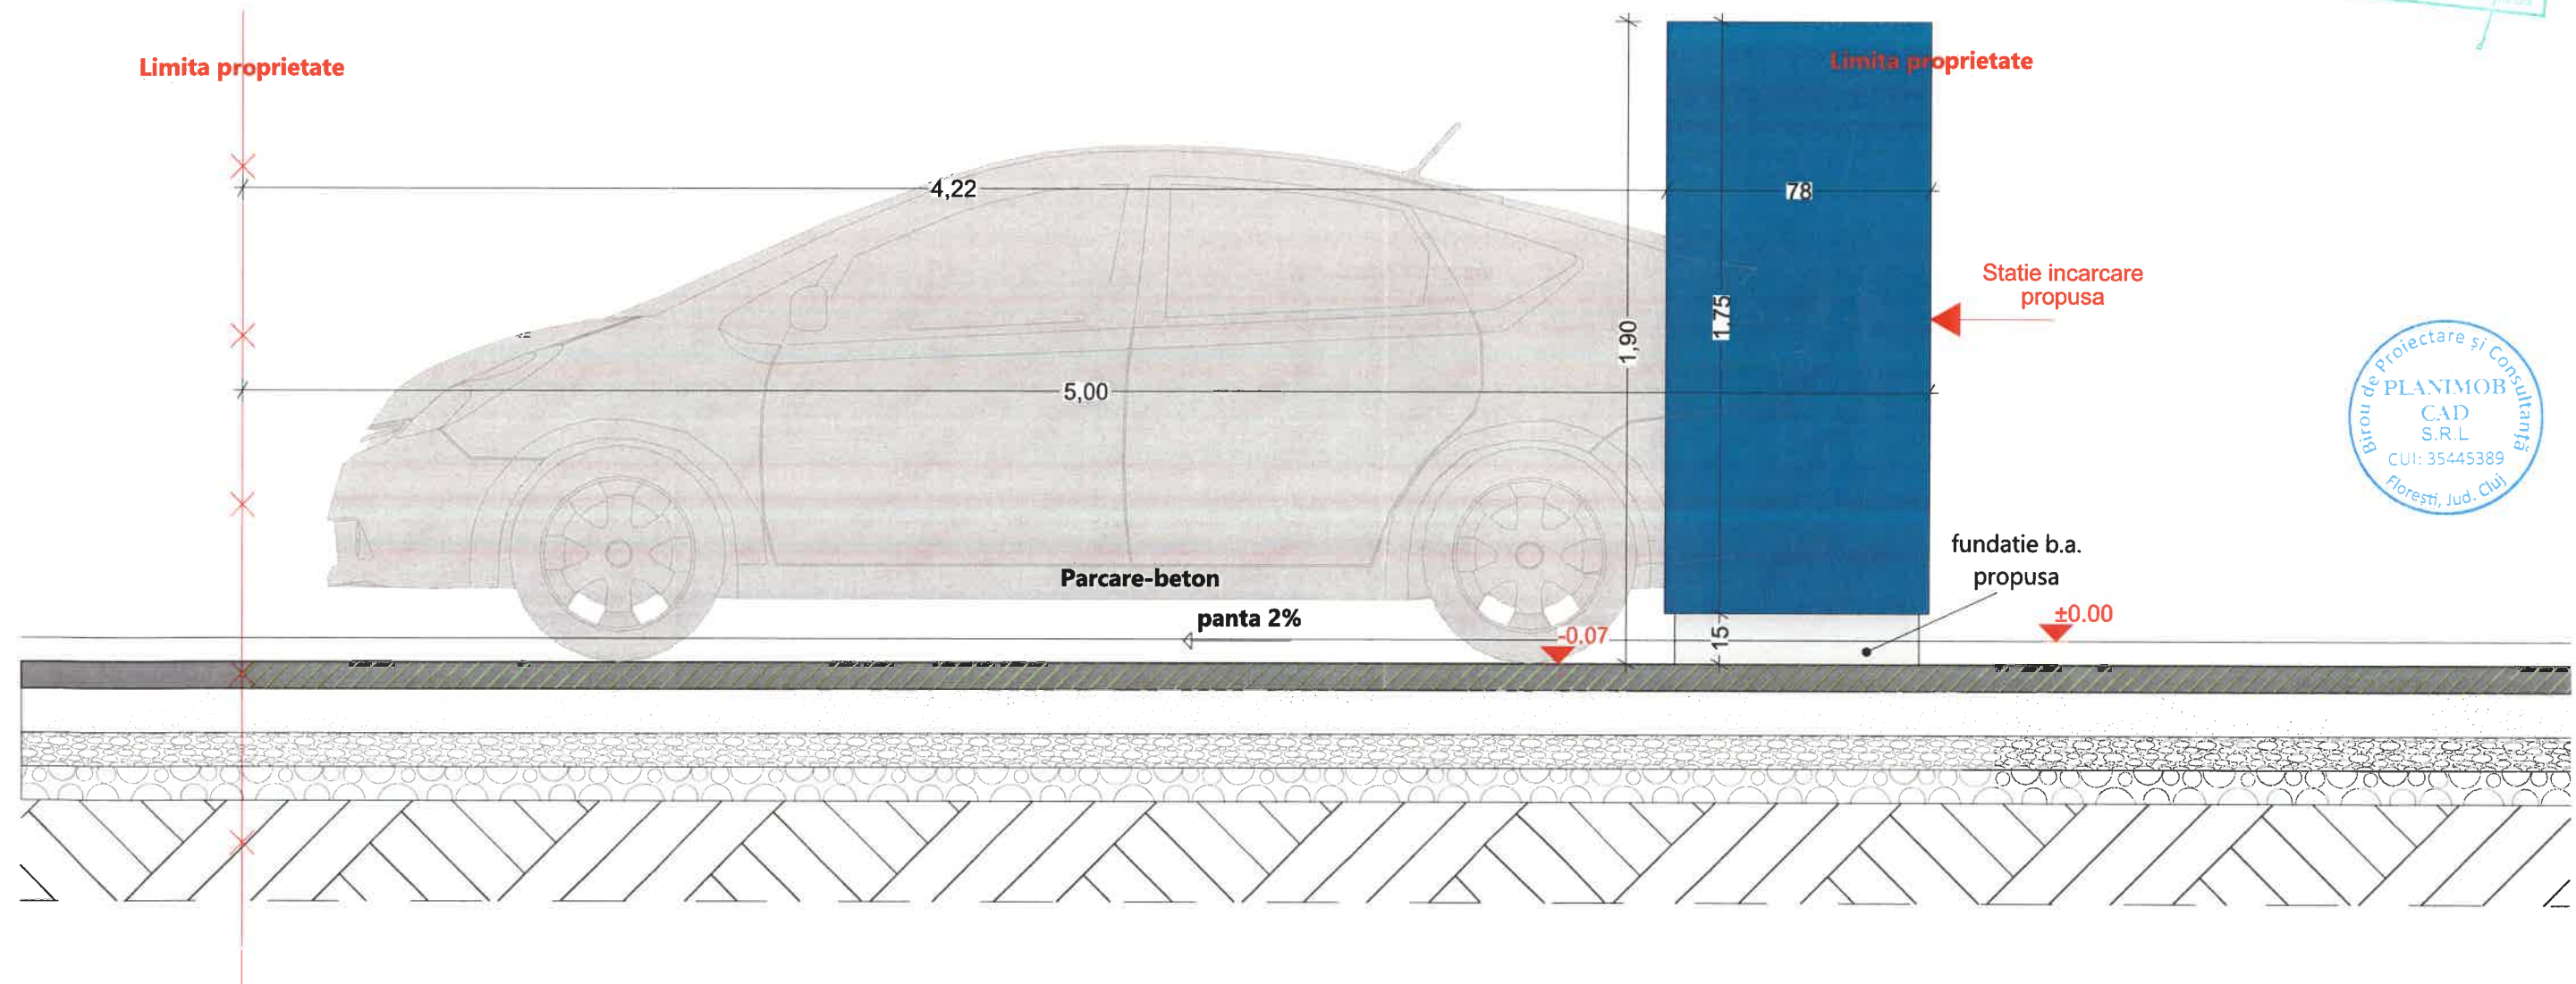 Limita proprietate
Limita proprietate
4,22
78
Statie incarcare
propusa
1,90
1.75
5,00
Birou de Proiectare și Consultanță
PLANIMOB
CAD
S.R.L
CUI: 35445389
Florești, Jud. Cluj
fundatie b.a.
propusa
Parcare-beton
panta 2%
±0.00
-0.07
15